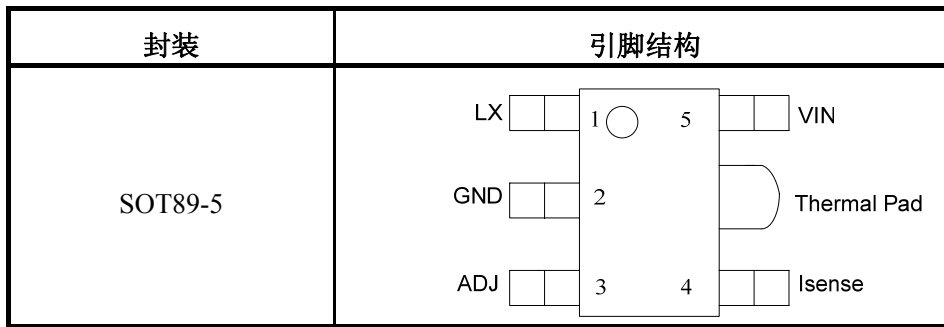 封装 引脚结构
SOT89-5
LX 1 5 VIN
GND 2 Thermal Pad
ADJ 3 4 Isense